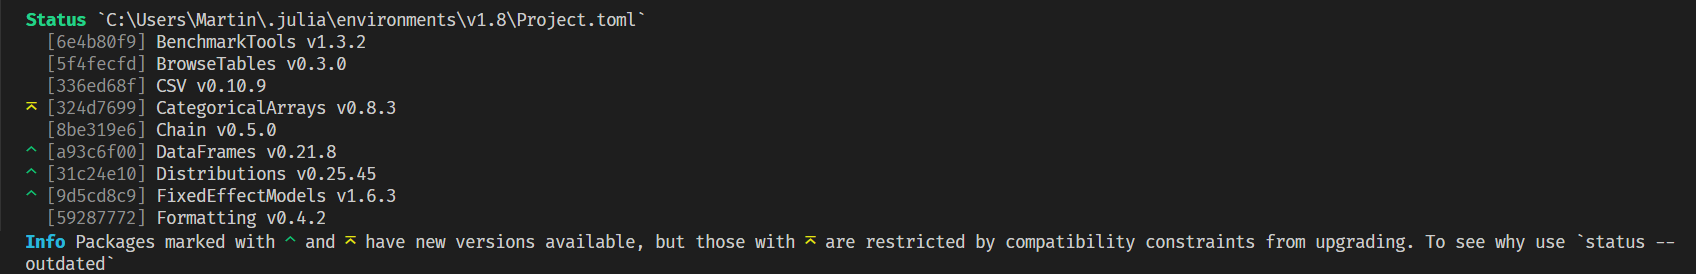 Status `C:\Users\Martin\.julia\environments\v1.8\Project.toml`
[6e4b80f9] BenchmarkTools v1.3.2
[5f4fecfd] BrowseTables v0.3.0
[336ed68f] CSV v0.10.9
⌅ [324d7699] CategoricalArrays v0.8.3
[8be319e6] Chain v0.5.0
⌃ [a93c6f00] DataFrames v0.21.8
⌃ [31c24e10] Distributions v0.25.45
⌃ [9d5cd8c9] FixedEffectModels v1.6.3
[59287772] Formatting v0.4.2
Info Packages marked with ⌃ and ⌅ have new versions available, but those with ⌅ are restricted by compatibility constraints from upgrading. To see why use `status --
outdated`